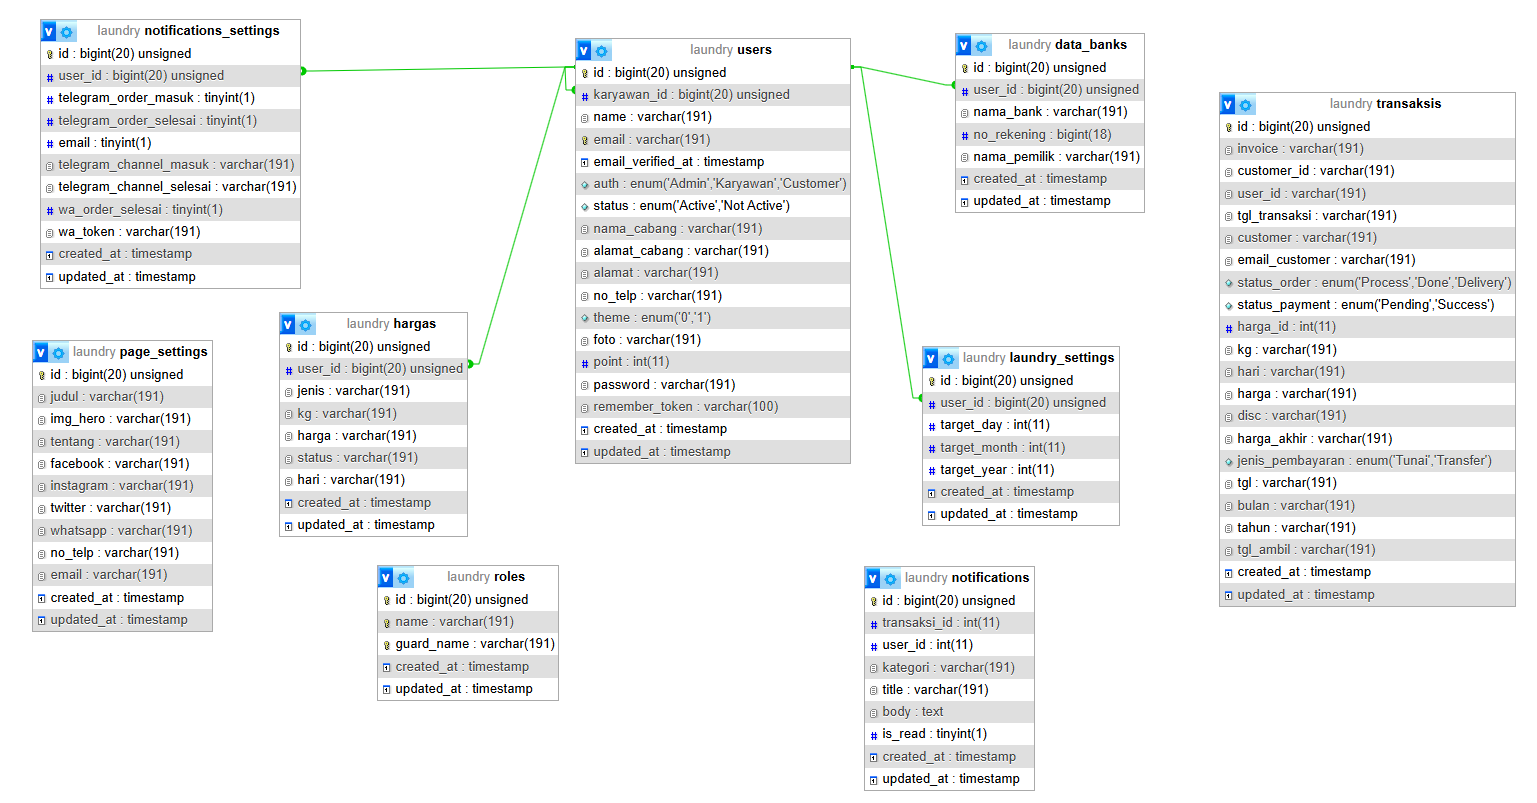 laundry notifications_settings
id : bigint(20) unsigned
user_id : bigint(20) unsigned
telegram_order_masuk : tinyint(1)
telegram_order_selesai : tinyint(1)
email : tinyint(1)
telegram_channel_masuk : varchar(191)
telegram_channel_selesai : varchar(191)
wa_order_selesai : tinyint(1)
wa_token : varchar(191)
created_at : timestamp
updated_at : timestamp
laundry users
id : bigint(20) unsigned
karyawan_id : bigint(20) unsigned
name : varchar(191)
email : varchar(191)
email_verified_at : timestamp
auth : enum('Admin','Karyawan','Customer')
status : enum('Active','Not Active')
nama_cabang : varchar(191)
alamat_cabang : varchar(191)
alamat : varchar(191)
no_telp : varchar(191)
theme : enum('0','1')
foto : varchar(191)
point : int(11)
password : varchar(191)
remember_token : varchar(100)
created_at : timestamp
updated_at : timestamp
laundry data_banks
id : bigint(20) unsigned
user_id : bigint(20) unsigned
nama_bank : varchar(191)
no_rekening : bigint(18)
nama_pemilik : varchar(191)
created_at : timestamp
updated_at : timestamp
laundry transaksis
id : bigint(20) unsigned
invoice : varchar(191)
customer_id : varchar(191)
user_id : varchar(191)
tgl_transaksi : varchar(191)
customer : varchar(191)
email_customer : varchar(191)
status_order : enum('Process','Done','Delivery')
status_payment : enum('Pending','Success')
harga_id : int(11)
kg : varchar(191)
hari : varchar(191)
harga : varchar(191)
disc : varchar(191)
harga_akhir : varchar(191)
jenis_pembayaran : enum('Tunai','Transfer')
tgl : varchar(191)
bulan : varchar(191)
tahun : varchar(191)
tgl_ambil : varchar(191)
created_at : timestamp
updated_at : timestamp
laundry hargas
id : bigint(20) unsigned
user_id : bigint(20) unsigned
jenis : varchar(191)
kg : varchar(191)
harga : varchar(191)
status : varchar(191)
hari : varchar(191)
created_at : timestamp
updated_at : timestamp
laundry page_settings
id : bigint(20) unsigned
judul : varchar(191)
img_hero : varchar(191)
tentang : varchar(191)
facebook : varchar(191)
instagram : varchar(191)
twitter : varchar(191)
whatsapp : varchar(191)
no_telp : varchar(191)
email : varchar(191)
created_at : timestamp
updated_at : timestamp
laundry laundry_settings
id : bigint(20) unsigned
user_id : bigint(20) unsigned
target_day : int(11)
target_month : int(11)
target_year : int(11)
created_at : timestamp
updated_at : timestamp
laundry roles
id : bigint(20) unsigned
name : varchar(191)
guard_name : varchar(191)
created_at : timestamp
updated_at : timestamp
laundry notifications
id : bigint(20) unsigned
transaksi_id : int(11)
user_id : int(11)
kategori : varchar(191)
title : varchar(191)
body : text
is_read : tinyint(1)
created_at : timestamp
updated_at : timestamp